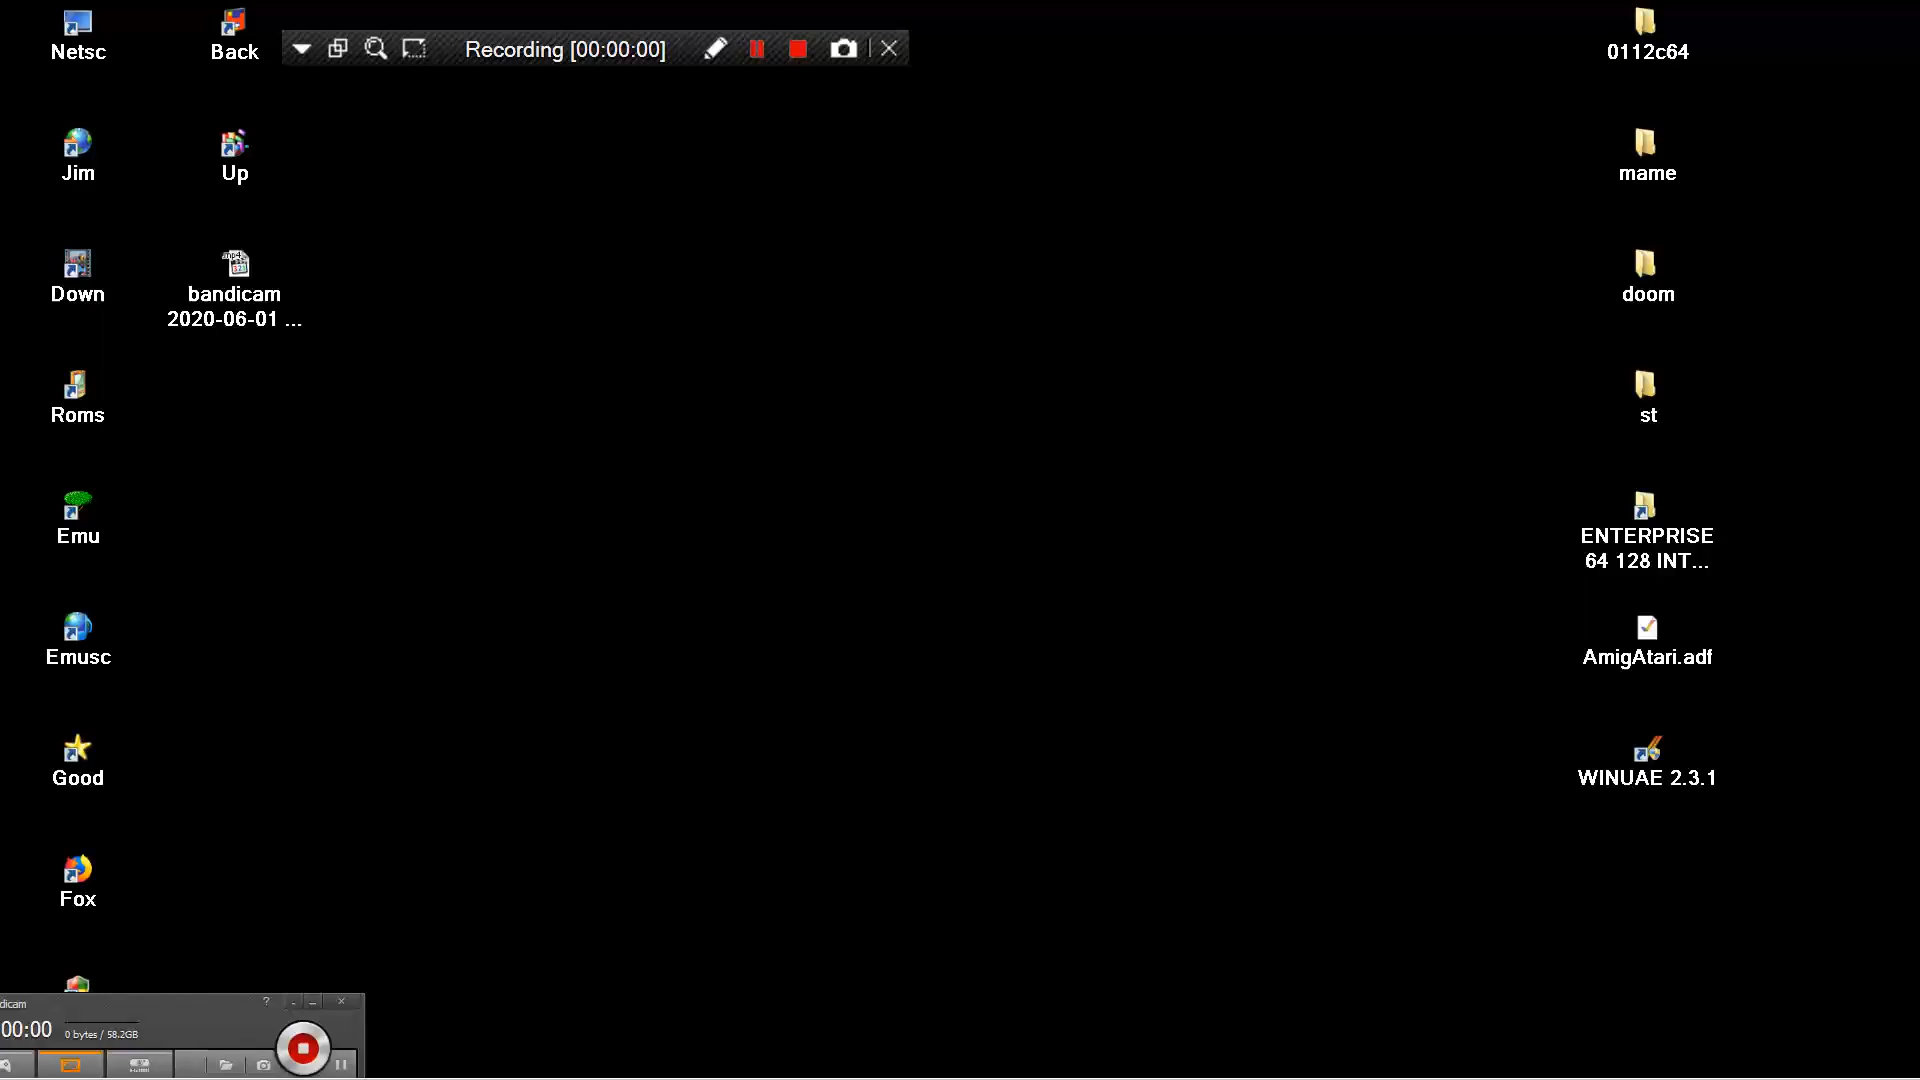 Netsc
Back
Recording [00:00:00]
0112c64
Jim
Up
mame
Down
bandicam
2020-06-01 ...
doom
Roms
st
Emu
ENTERPRISE
64 128 INT...
Emusc
AmigAtari.adf
Good
WINUAE 2.3.1
Fox
dicam
?
00:00
0 bytes / 58.2GB